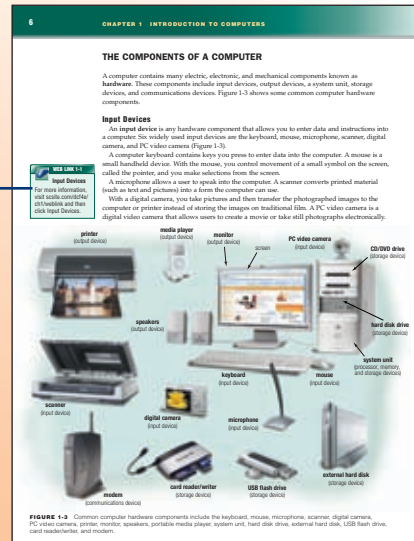 6
CHAPTER 1 INTRODUCTION TO COMPUTERS
THE COMPONENTS OF A COMPUTER
A computer contains many electric, electronic, and mechanical components known as
hardware. These components include input devices, output devices, a system unit, storage
devices, and communications devices. Figure 1-3 shows some common computer hardware
components.
Input Devices
An input device is any hardware component that allows you to enter data and instructions into
a computer. Six widely used input devices are the keyboard, mouse, microphone, scanner, digital
camera, and PC video camera (Figure 1-3).
A computer keyboard contains keys you press to enter data into the computer. A mouse is a
small handheld device. With the mouse, you control movement of a small symbol on the screen,
called the pointer, and you make selections from the screen.
A microphone allows a user to speak into the computer. A scanner converts printed material
(such as text and pictures) into a form the computer can use.
With a digital camera, you take pictures and then transfer the photographed images to the
computer or printer instead of storing the images on traditional film. A PC video camera is a
digital video camera that allows users to create a movie or take still photographs electronically.
WEB LINK 1-1
Input Devices
For more information,
visit scsite.com/dcf4e/
ch1/weblink and then
click Input Devices.
printer
(output device)
media player
(output device)
monitor
(output device)
screen
PC video camera
(input device)
CD/DVD drive
(storage device)
speakers
(output device)
hard disk drive
(storage device)
system unit
(processor, memory,
and storage devices)
keyboard
(input device)
mouse
(input device)
scanner
(input device)
digital camera
(input device)
microphone
(input device)
external hard disk
(storage device)
modem
(communications device)
card reader/writer
(storage device)
USB flash drive
(storage device)
FIGURE 1-3 Common computer hardware components include the keyboard, mouse, microphone, scanner, digital camera,
PC video camera, printer, monitor, speakers, portable media player, system unit, hard disk drive, external hard disk, USB flash drive,
card reader/writer, and modem.